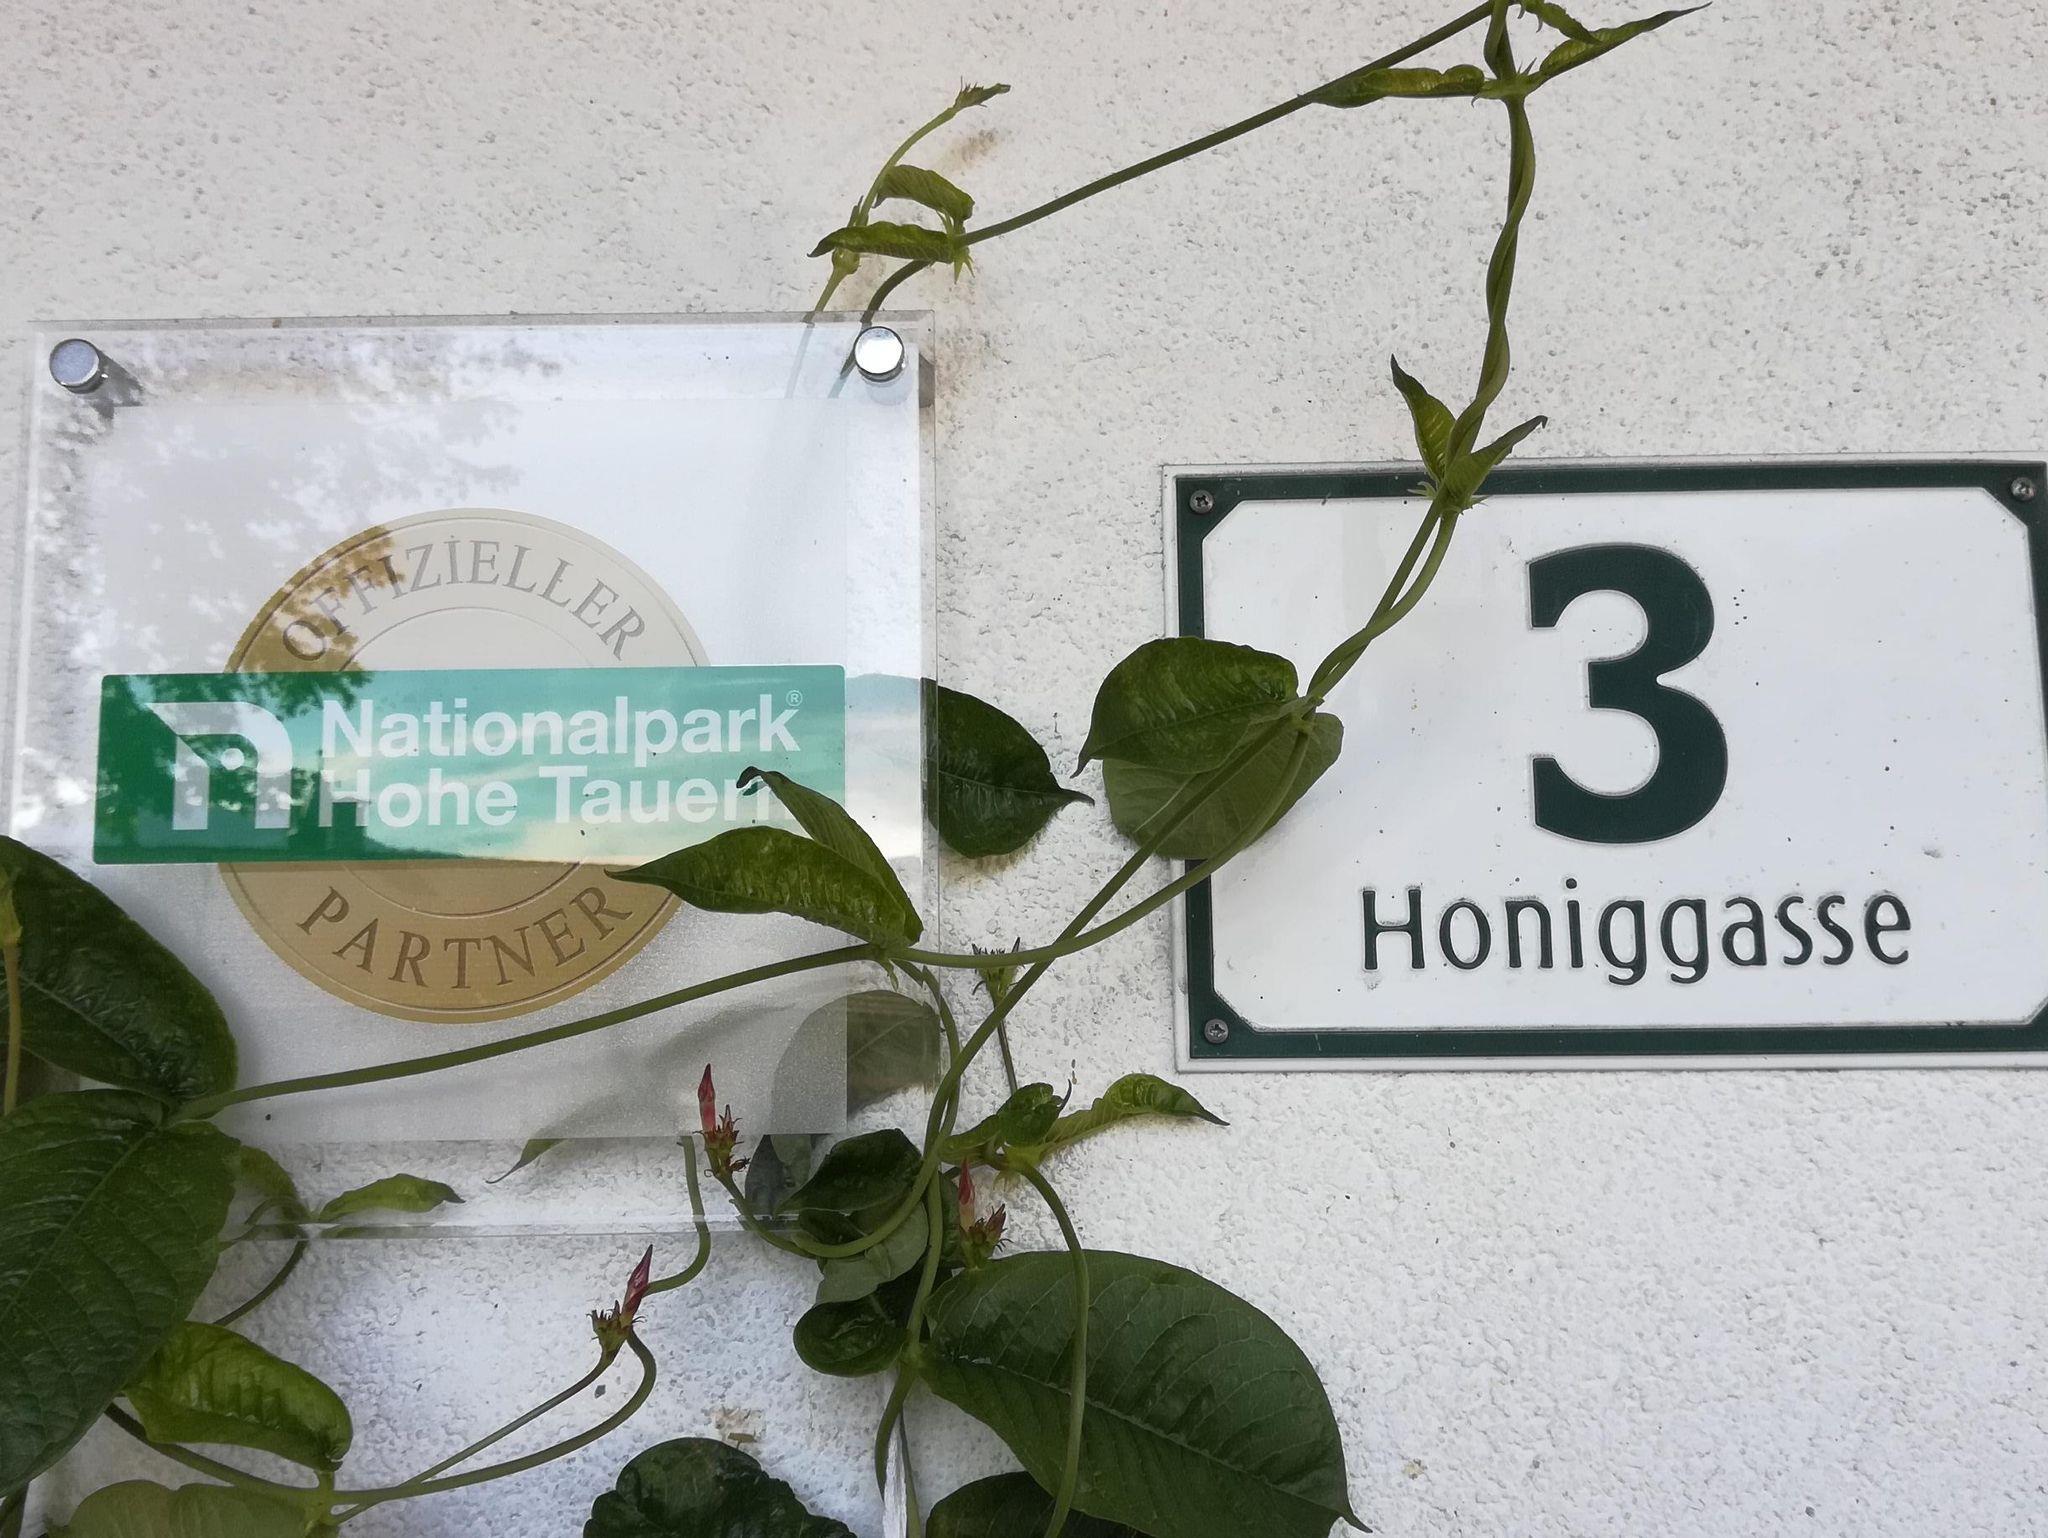 OFFIZIELLER
Nationalpark®
Hohe Tauern
PARTNER
3
Honiggasse